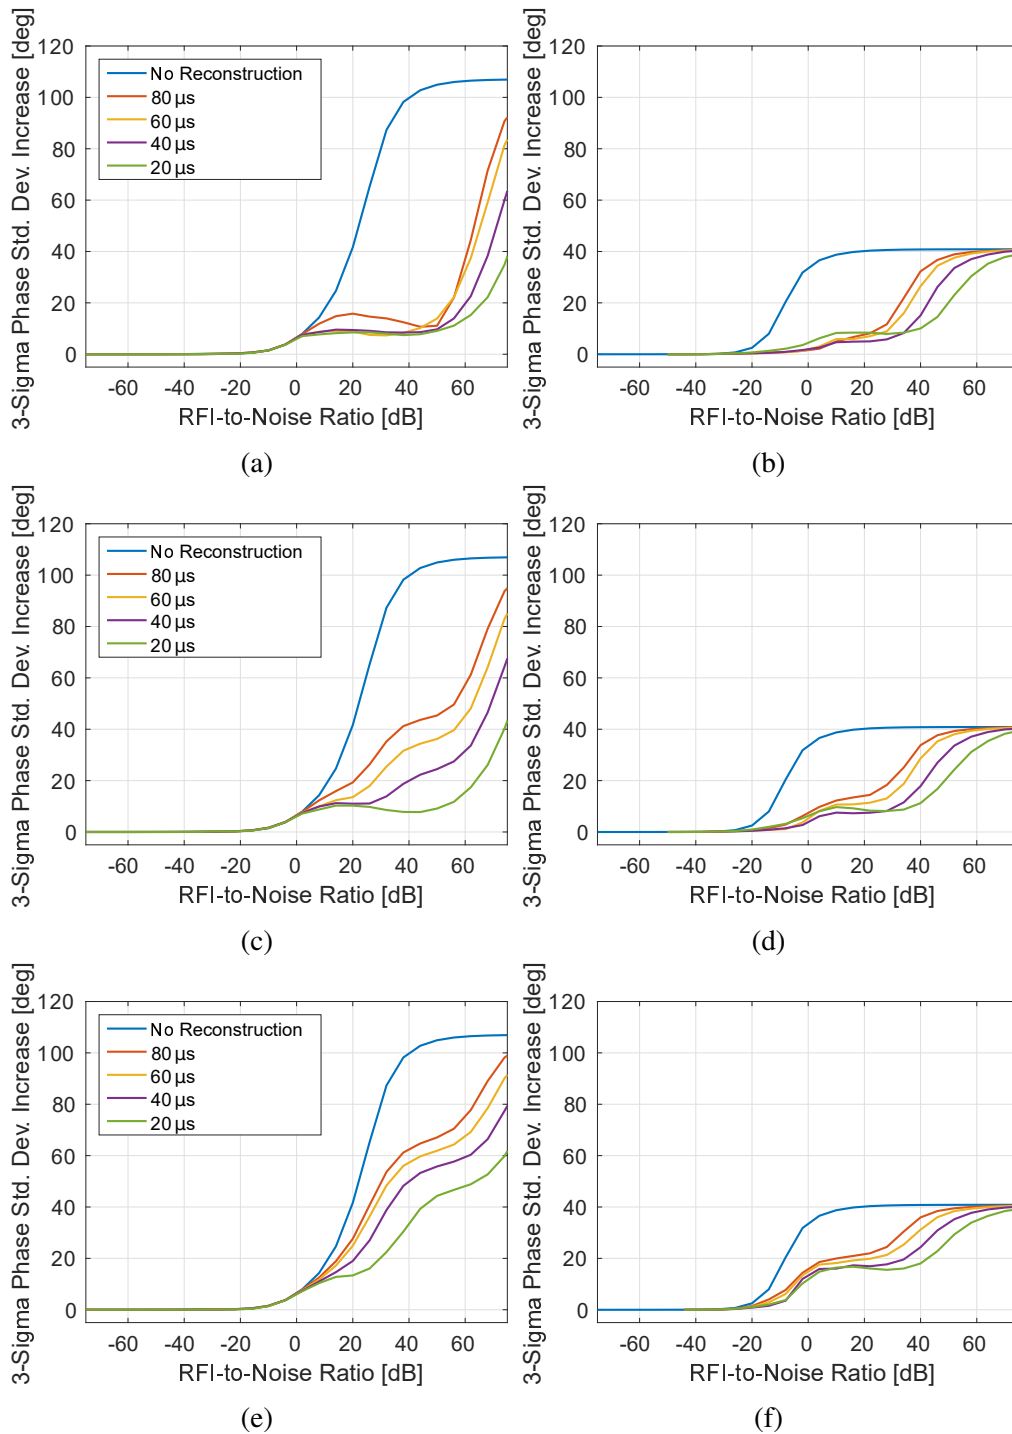 3-Sigma Phase Std. Dev. Increase [deg]
120
100
80
60
40
20
0
No Reconstruction
80 µs
60 µs
40 µs
20 µs
-60 -40 -20 0 20 40 60
RFI-to-Noise Ratio [dB]
(a)
3-Sigma Phase Std. Dev. Increase [deg]
120
100
80
60
40
20
0
-60 -40 -20 0 20 40 60
RFI-to-Noise Ratio [dB]
(b)
3-Sigma Phase Std. Dev. Increase [deg]
120
100
80
60
40
20
0
No Reconstruction
80 µs
60 µs
40 µs
20 µs
-60 -40 -20 0 20 40 60
RFI-to-Noise Ratio [dB]
(c)
3-Sigma Phase Std. Dev. Increase [deg]
120
100
80
60
40
20
0
-60 -40 -20 0 20 40 60
RFI-to-Noise Ratio [dB]
(d)
3-Sigma Phase Std. Dev. Increase [deg]
120
100
80
60
40
20
0
No Reconstruction
80 µs
60 µs
40 µs
20 µs
-60 -40 -20 0 20 40 60
RFI-to-Noise Ratio [dB]
(e)
3-Sigma Phase Std. Dev. Increase [deg]
120
100
80
60
40
20
0
-60 -40 -20 0 20 40 60
RFI-to-Noise Ratio [dB]
(f)